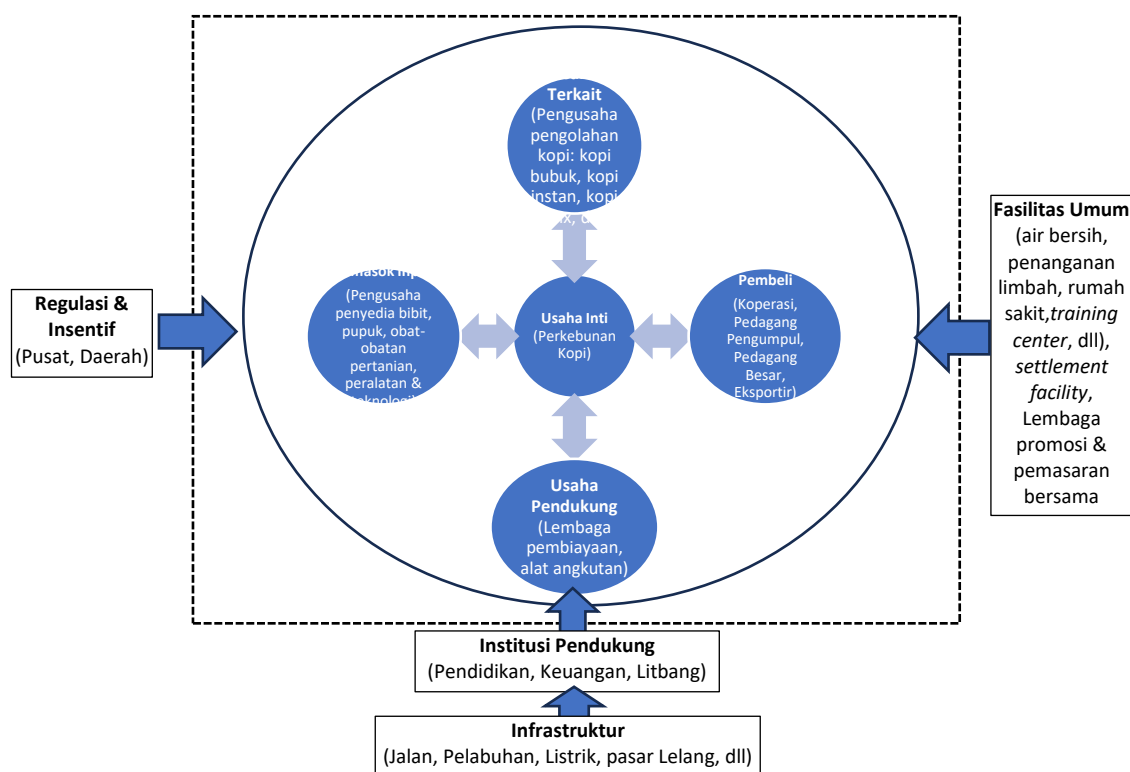 Terkait
(Pengusaha
pengolahan
kopi: kopi
bubuk, kopi
instan, kopi
Regulasi &
Insentif
(Pusat, Daerah)
(Pengusaha
penyedia bibit,
pupuk, obat-
obatan
pertanian,
peralatan &
Usaha Inti
(Perkebunan
Kopi)
Pembeli
(Koperasi,
Pedagang
Pengumpul,
Pedagang
Besar,
Eksportir)
Usaha
Pendukung
(Lembaga
pembiayaan,
alat angkutan)
Fasilitas Umum
(air bersih,
penanganan
limbah, rumah
sakit,training
center, dll),
settlement
facility,
Lembaga
promosi &
pemasaran
bersama
Institusi Pendukung
(Pendidikan, Keuangan, Litbang)
Infrastruktur
(Jalan, Pelabuhan, Listrik, pasar Lelang, dll)